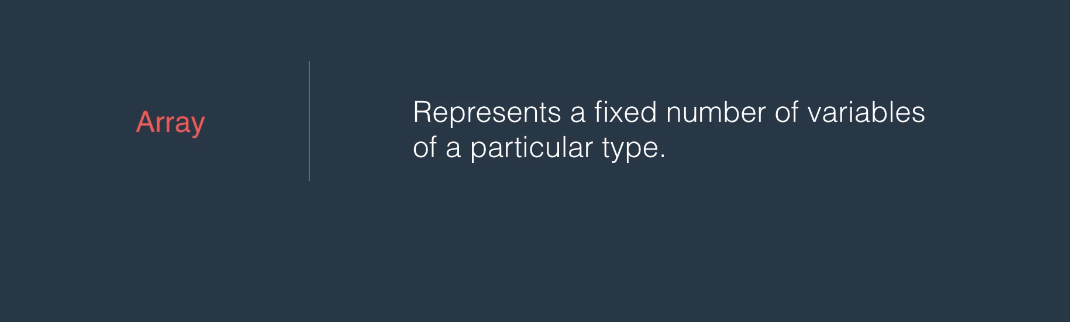 Array
Represents a fixed number of variables
of a particular type.